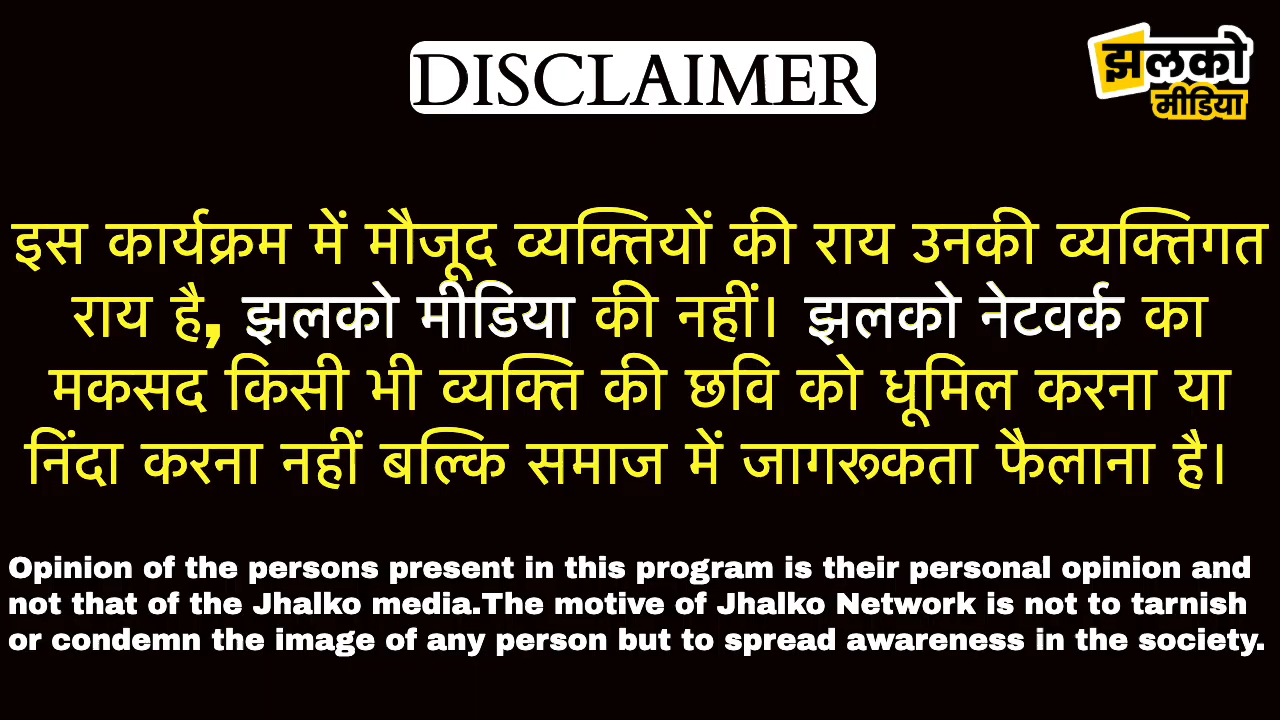 DISCLAIMER
झलको
मीडिया
इस कार्यक्रम में मौजूद व्यक्तियों की राय उनकी व्यक्तिगत
राय है, झलको मीडिया की नहीं। झलको नेटवर्क का
मकसद किसी भी व्यक्ति की छवि को धूमिल करना या
निंदा करना नहीं बल्कि समाज में जागरूकता फैलाना है।
Opinion of the persons present in this program is their personal opinion and
not that of the Jhalko media.The motive of Jhalko Network is not to tarnish
or condemn the image of any person but to spread awareness in the society.